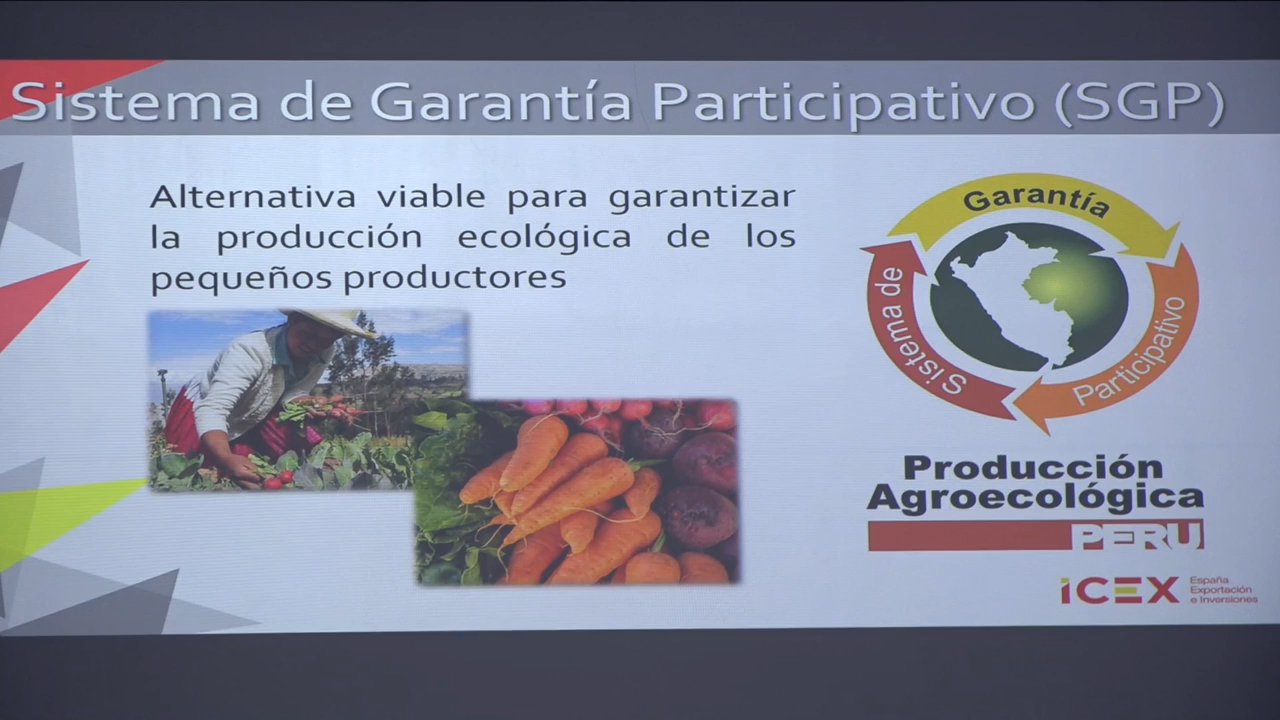 Sistema de Garantía Participativo (SGP)
Alternativa viable para garantizar
la producción ecológica de los
pequeños productores
Sistema de
Garantía
Participativo
Producción
Agroecológica
PERU
iCEX
España
Exportación
e Inversiones